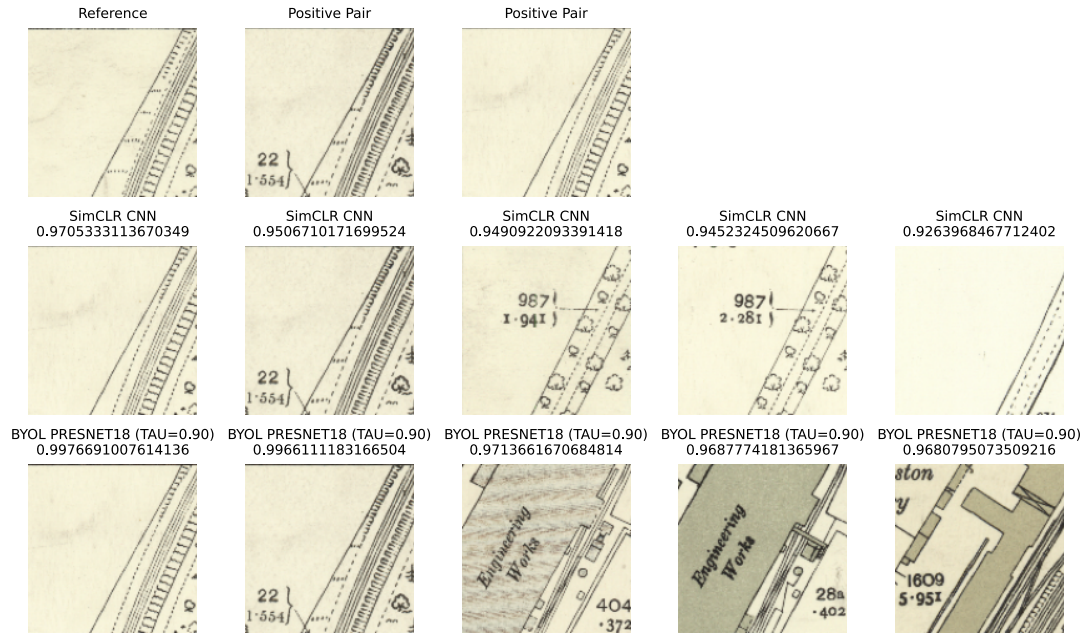 Reference
Positive Pair
Positive Pair
22
1·554
SimCLR CNN
0.9705333113670349
SimCLR CNN
0.9506710171699524
SimCLR CNN
0.9490922093391418
SimCLR CNN
0.9452324509620667
SimCLR CNN
0.9263968467712402
22
1·554
987
1·941
987
2·281
BYOL PRESNET18 (TAU=0.90)
0.9976691007614136
BYOL PRESNET18 (TAU=0.90)
0.9966111183166504
BYOL PRESNET18 (TAU=0.90)
0.9713661670684814
BYOL PRESNET18 (TAU=0.90)
0.9687774181365967
BYOL PRESNET18 (TAU=0.90)
0.9680795073509216
22
1·554
Engineering
Works
404
·372
Engineering
Works
28a
·402
ston
y
1609
5·951